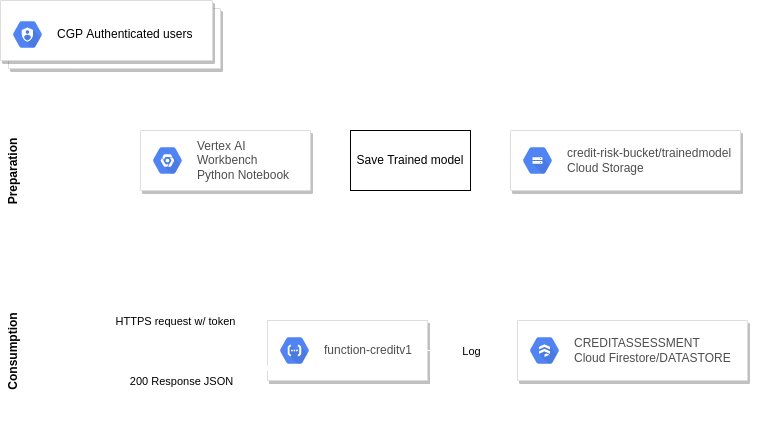 CGP Authenticated users
Preparation
Vertex AI
Workbench
Python Notebook
Save Trained model
credit-risk-bucket/trainedmodel
Cloud Storage
Consumption
HTTPS request w/ token
200 Response JSON
function-creditv1
Log
CREDITASSESSMENT
Cloud Firestore/DATASTORE